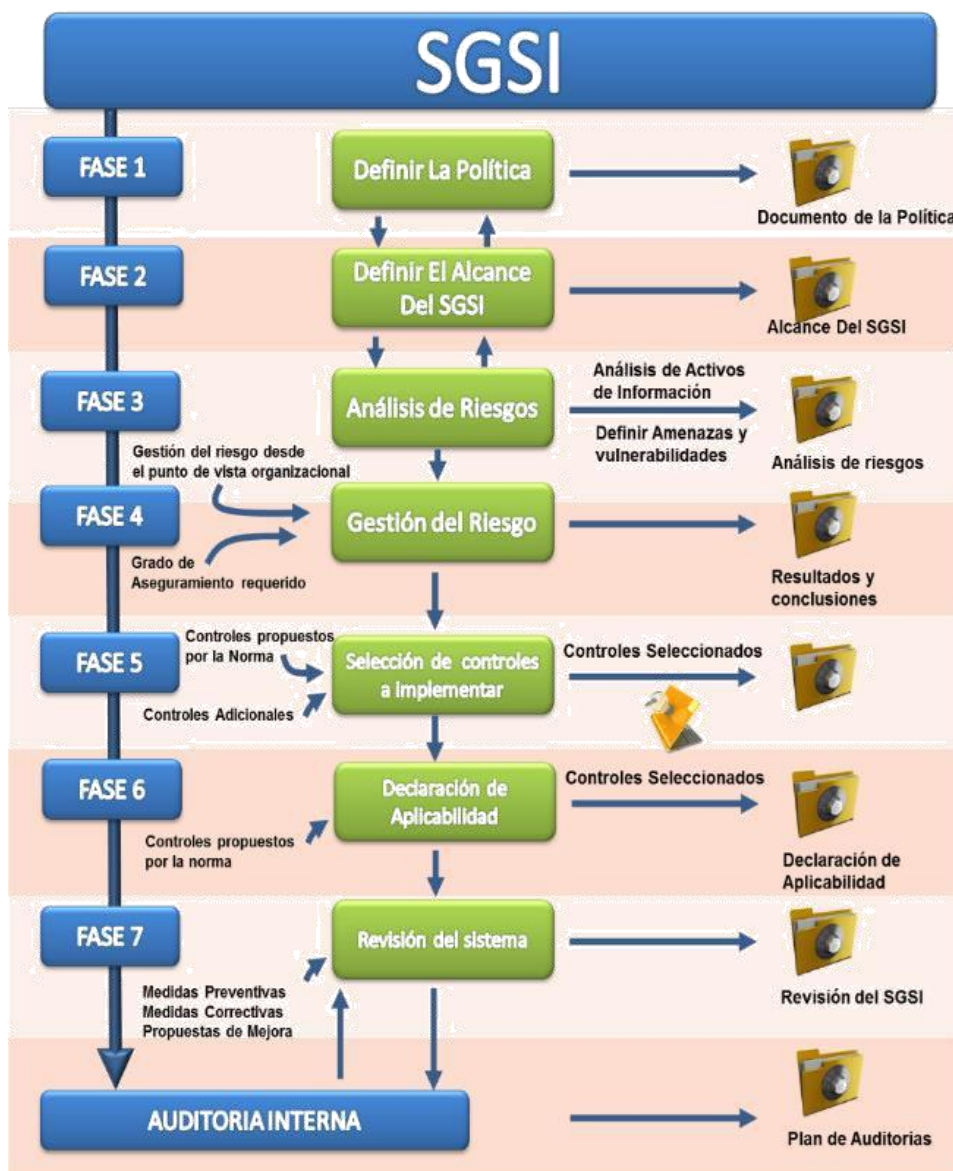 SGSI
FASE 1
Definir La Política
Documento de la Política
FASE 2
Definir El Alcance
Del SGSI
Alcance Del SGSI
FASE 3
Análisis de Riesgos
Análisis de Activos
de Información
Definir Amenazas y
vulnerabilidades
Análisis de riesgos
Gestión del riesgo desde
el punto de vista organizacional
FASE 4
Gestión del Riesgo
Grado de
Aseguramiento requerido
Resultados y
conclusiones
FASE 5
Controles propuestos
por la Norma
Controles Adicionales
Selección de controles
a implementar
Controles Seleccionados
FASE 6
Declaración de
Aplicabilidad
Controles Seleccionados
Controles propuestos
por la norma
Declaración de
Aplicabilidad
FASE 7
Revisión del sistema
Medidas Preventivas
Medidas Correctivas
Propuestas de Mejora
Revisión del SGSI
AUDITORIA INTERNA
Plan de Auditorias